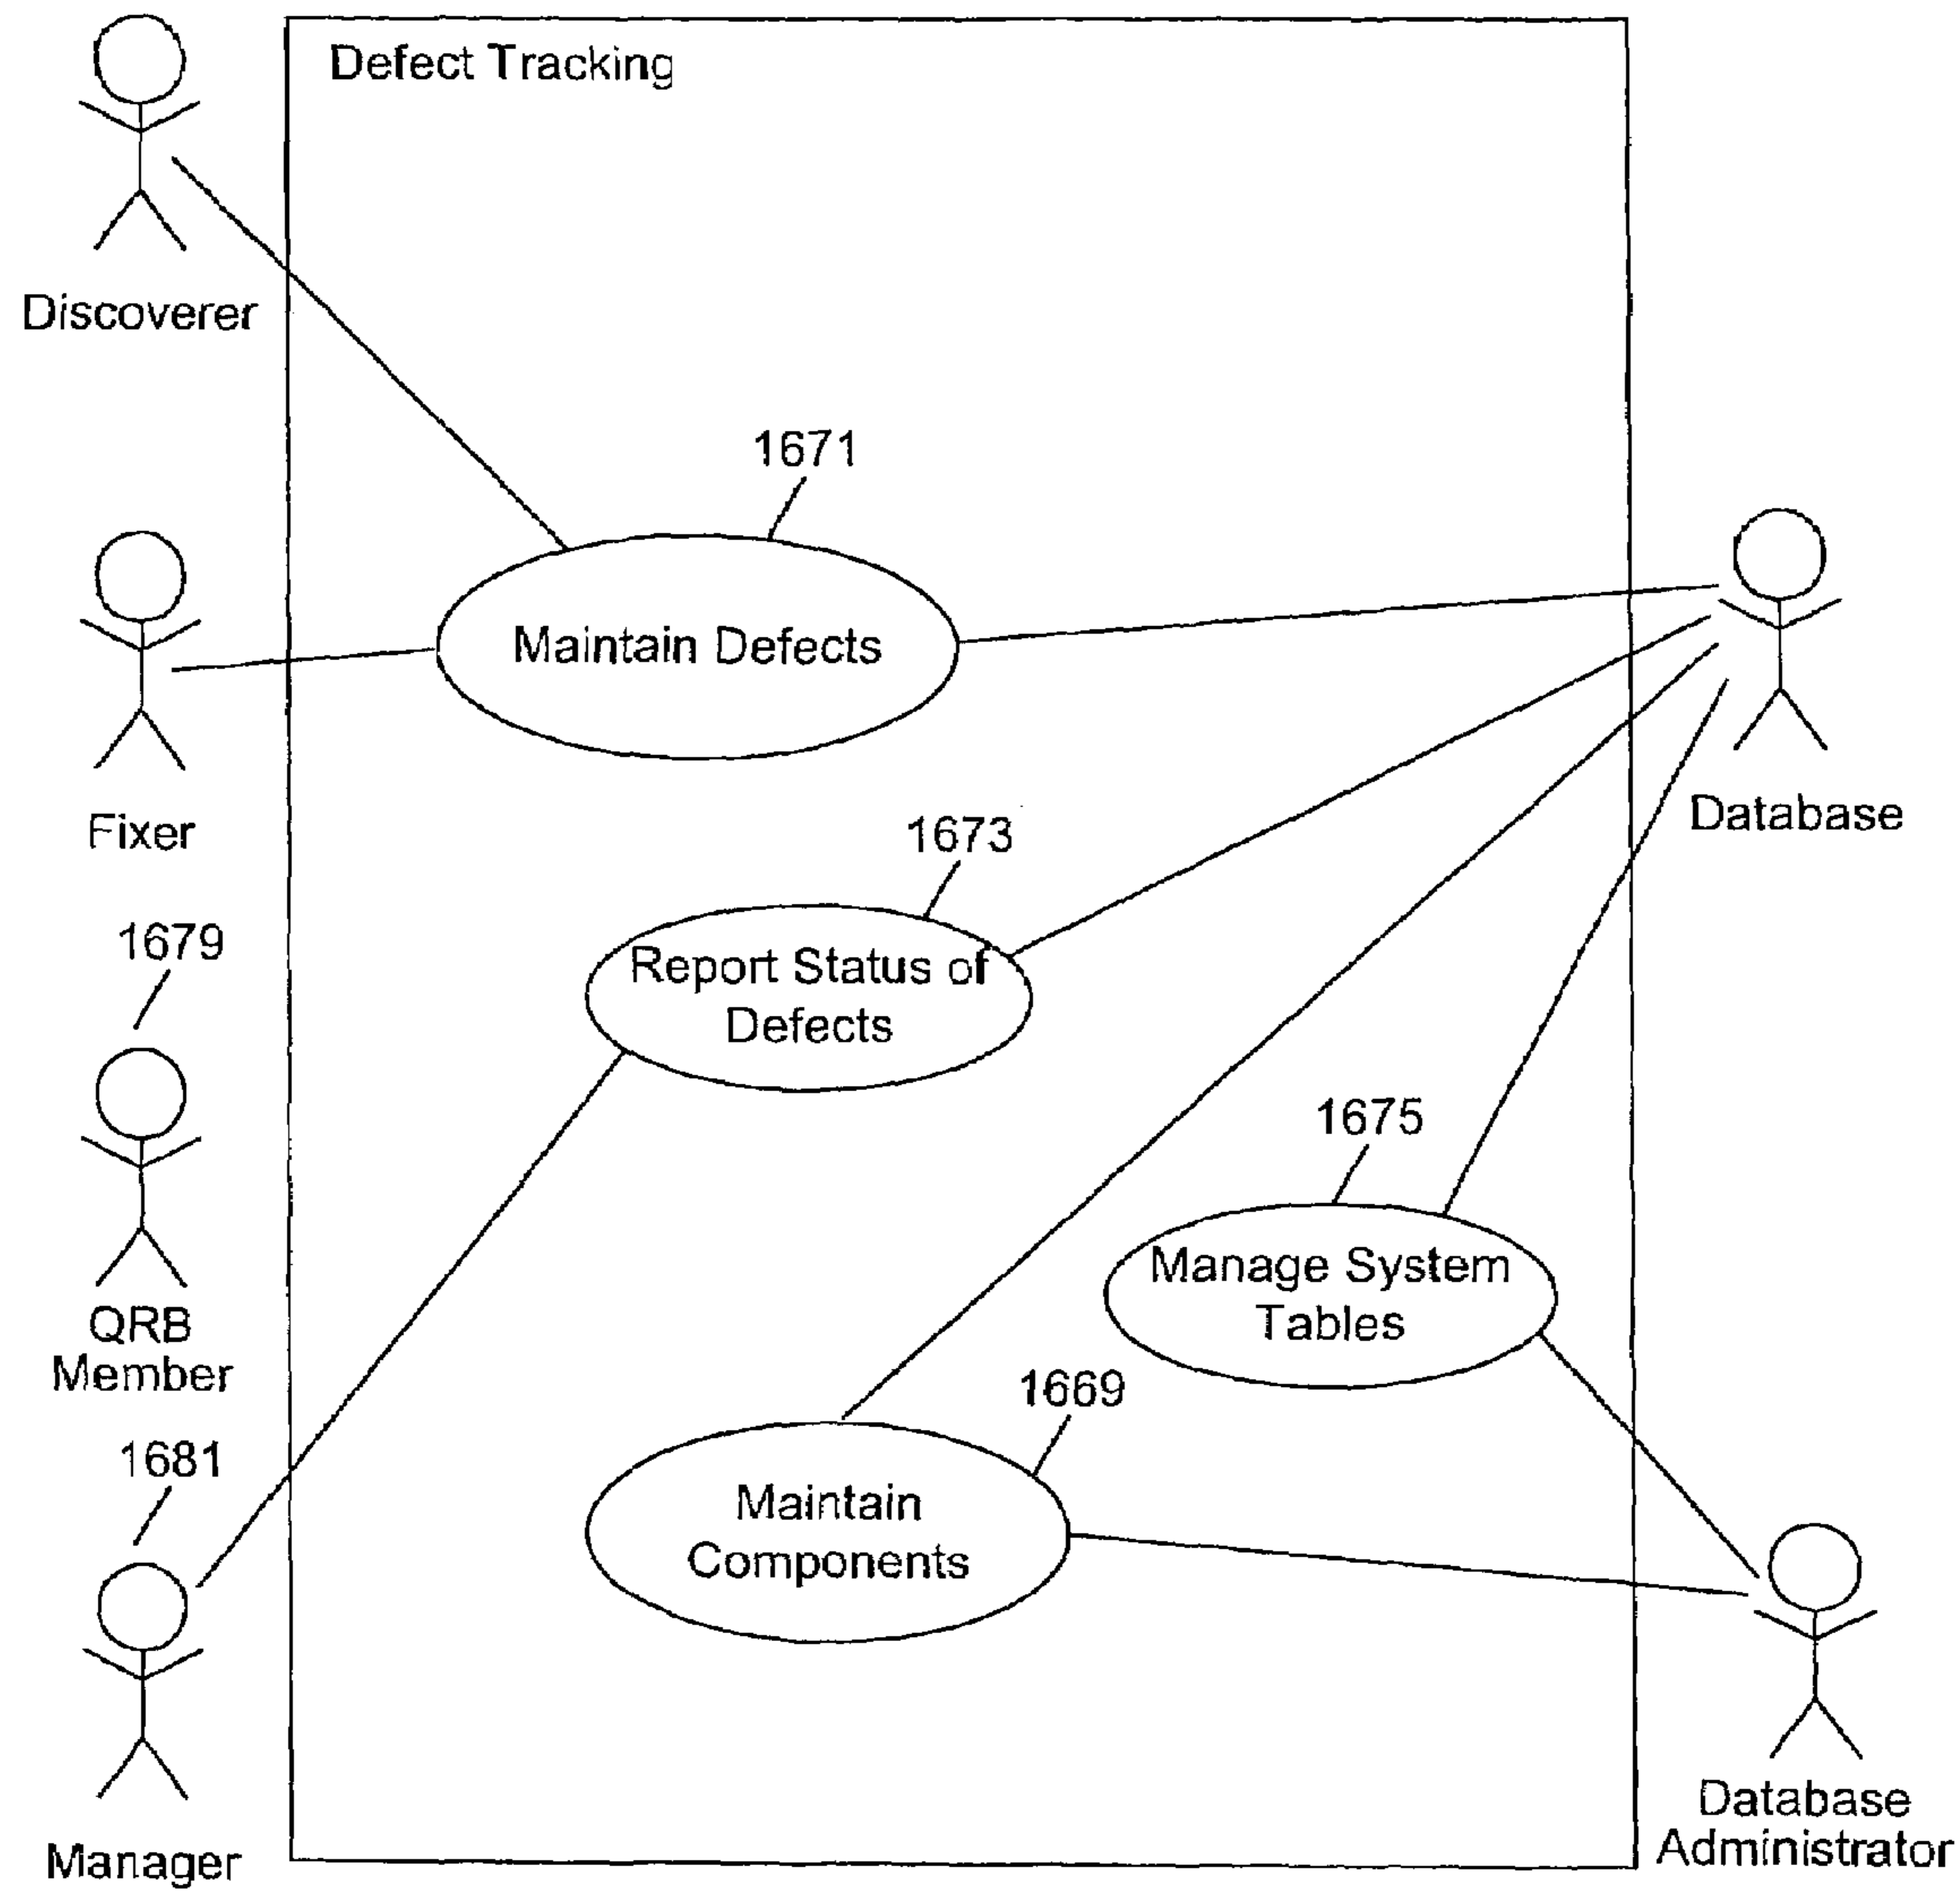 Defect Tracking
Discoverer
1671
Maintain Defects
Fixer
Database
1673
1679
Report Status of
Defects
1675
Manage System
Tables
QRB
Member
1669
1681
Maintain
Components
Manager
Database
Administrator